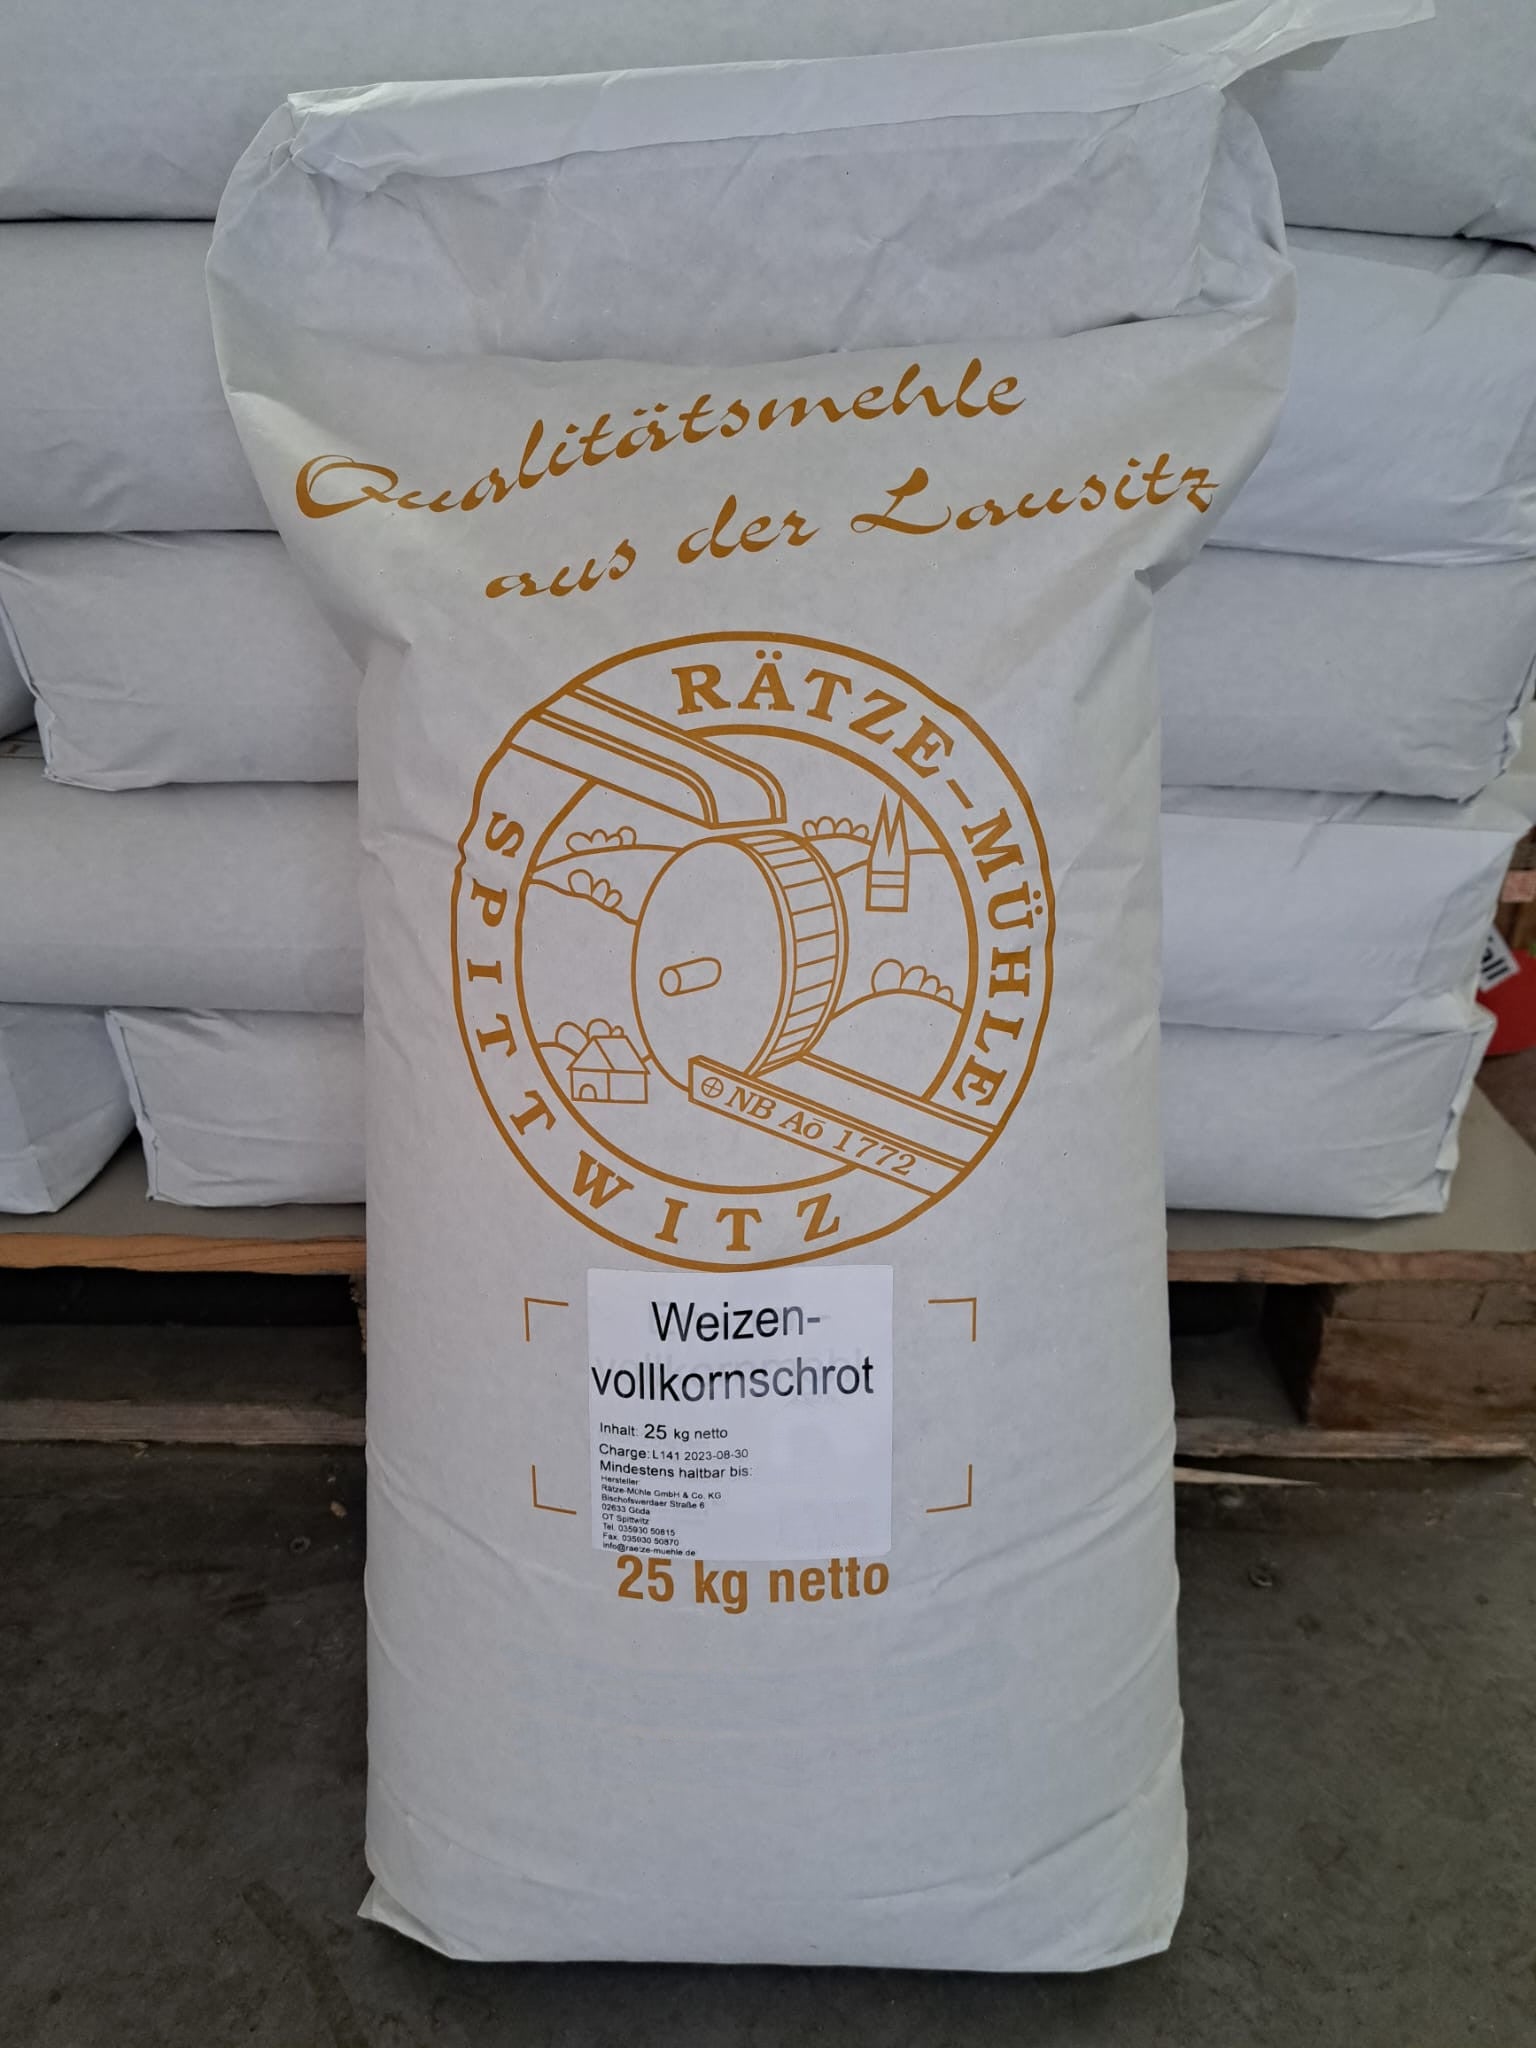 Qualitätsmehle
aus der Lausitz
RÄTZE-MÜHLE
SPITTWITZ
NB Aō 1772
Weizen-
vollkornschrot
Inhalt: 25 kg netto
Charge: L141 2023-08-30
Mindestens haltbar bis:
Hersteller:
Rätze-Mühle GmbH & Co. KG
Bischofswerdaer Straße 6
02633 Göda
OT Spittwitz
Tel. 035930 50815
Fax. 035930 50870
info@raetze-muehle.de
25 kg netto